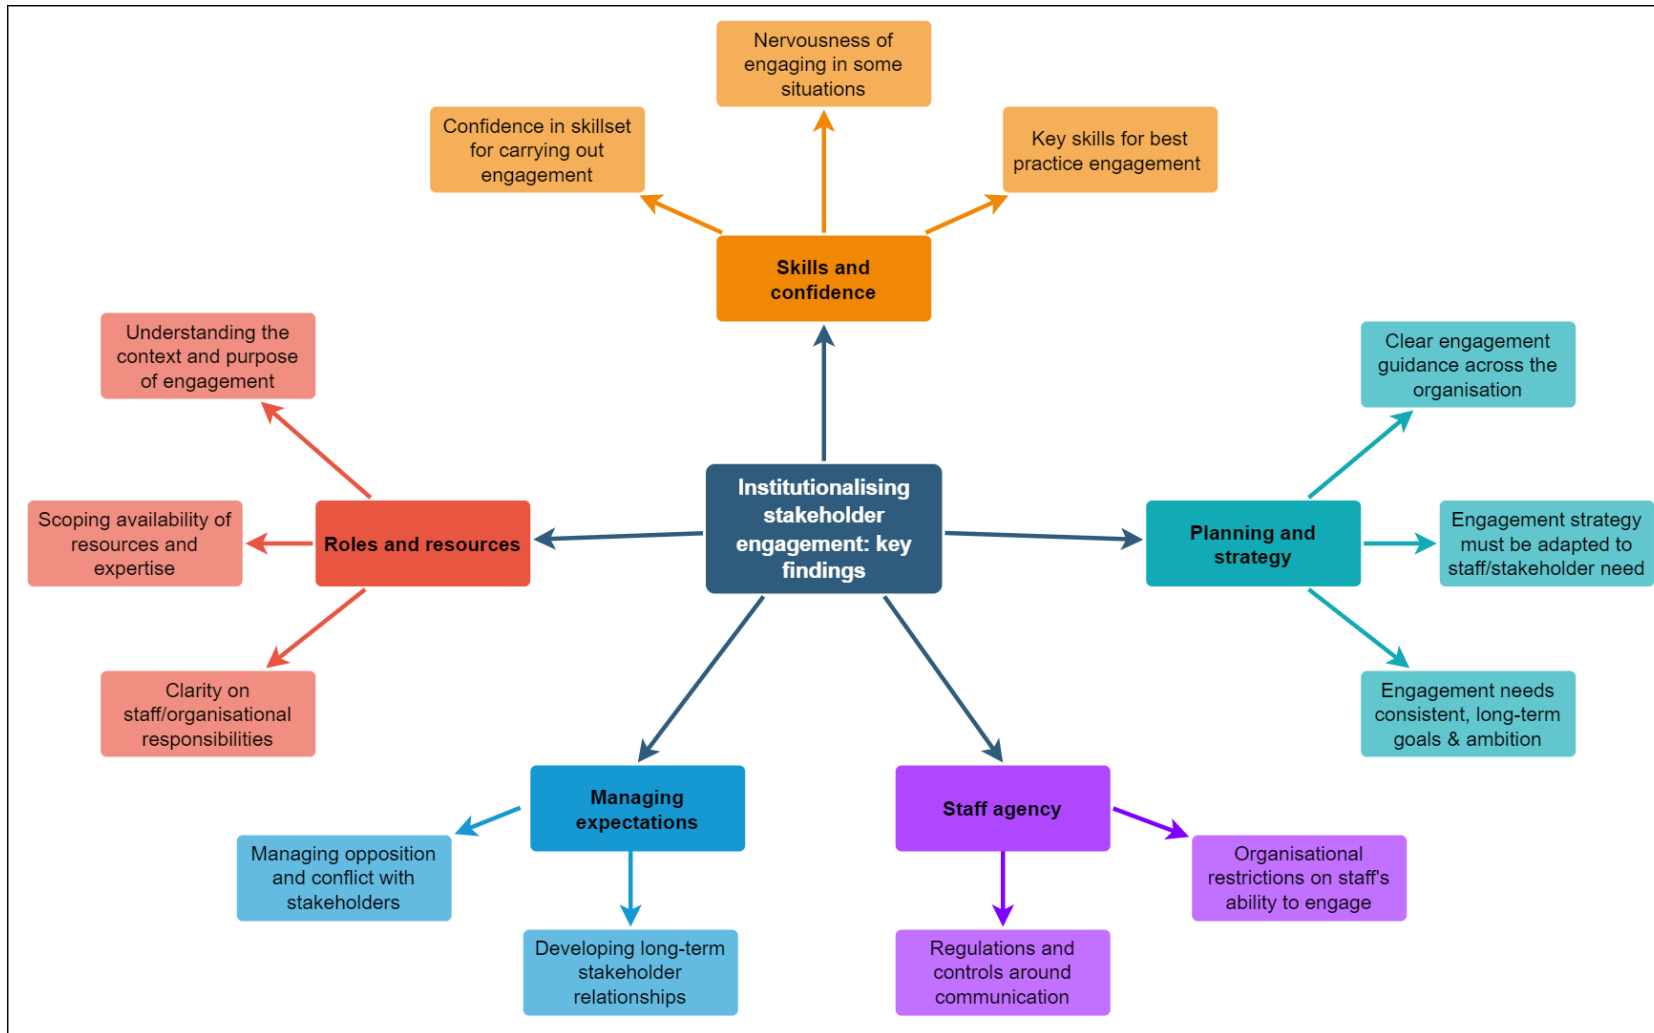 Nervousness of
engaging in some
situations
Confidence in skillset
for carrying out
engagement
Key skills for best
practice engagement
Skills and
confidence
Understanding the
context and purpose
of engagement
Clear engagement
guidance across the
organisation
Institutionalising
stakeholder
engagement: key
findings
Scoping availability of
resources and
expertise
Roles and resources
Planning and
strategy
Engagement strategy
must be adapted to
staff/stakeholder need
Clarity on
staff/organisational
responsibilities
Engagement needs
consistent, long-term
goals & ambition
Managing
expectations
Staff agency
Managing opposition
and conflict with
stakeholders
Organisational
restrictions on staff's
ability to engage
Developing long-term
stakeholder
relationships
Regulations and
controls around
communication